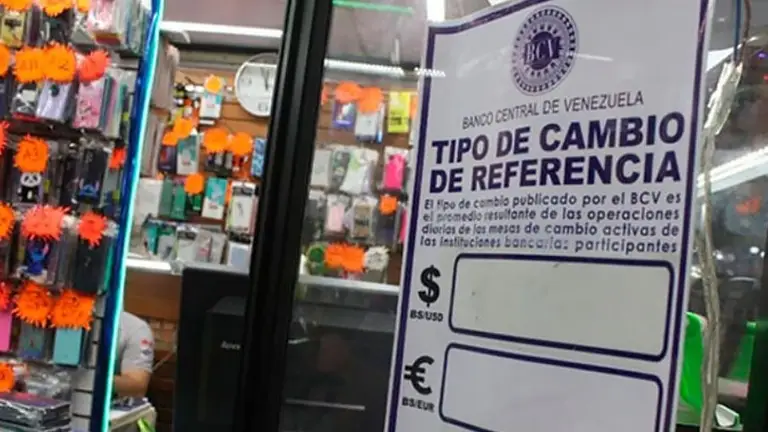 BCV
BANCO CENTRAL DE VENEZUELA
TIPO DE CAMBIO
DE REFERENCIA
El tipo de cambio publicado por el BCV es
el promedio resultante de las operaciones
diarias de las mesas de cambio activas de
las instituciones bancarias participantes
$
BS/USD
€
BS/EUR